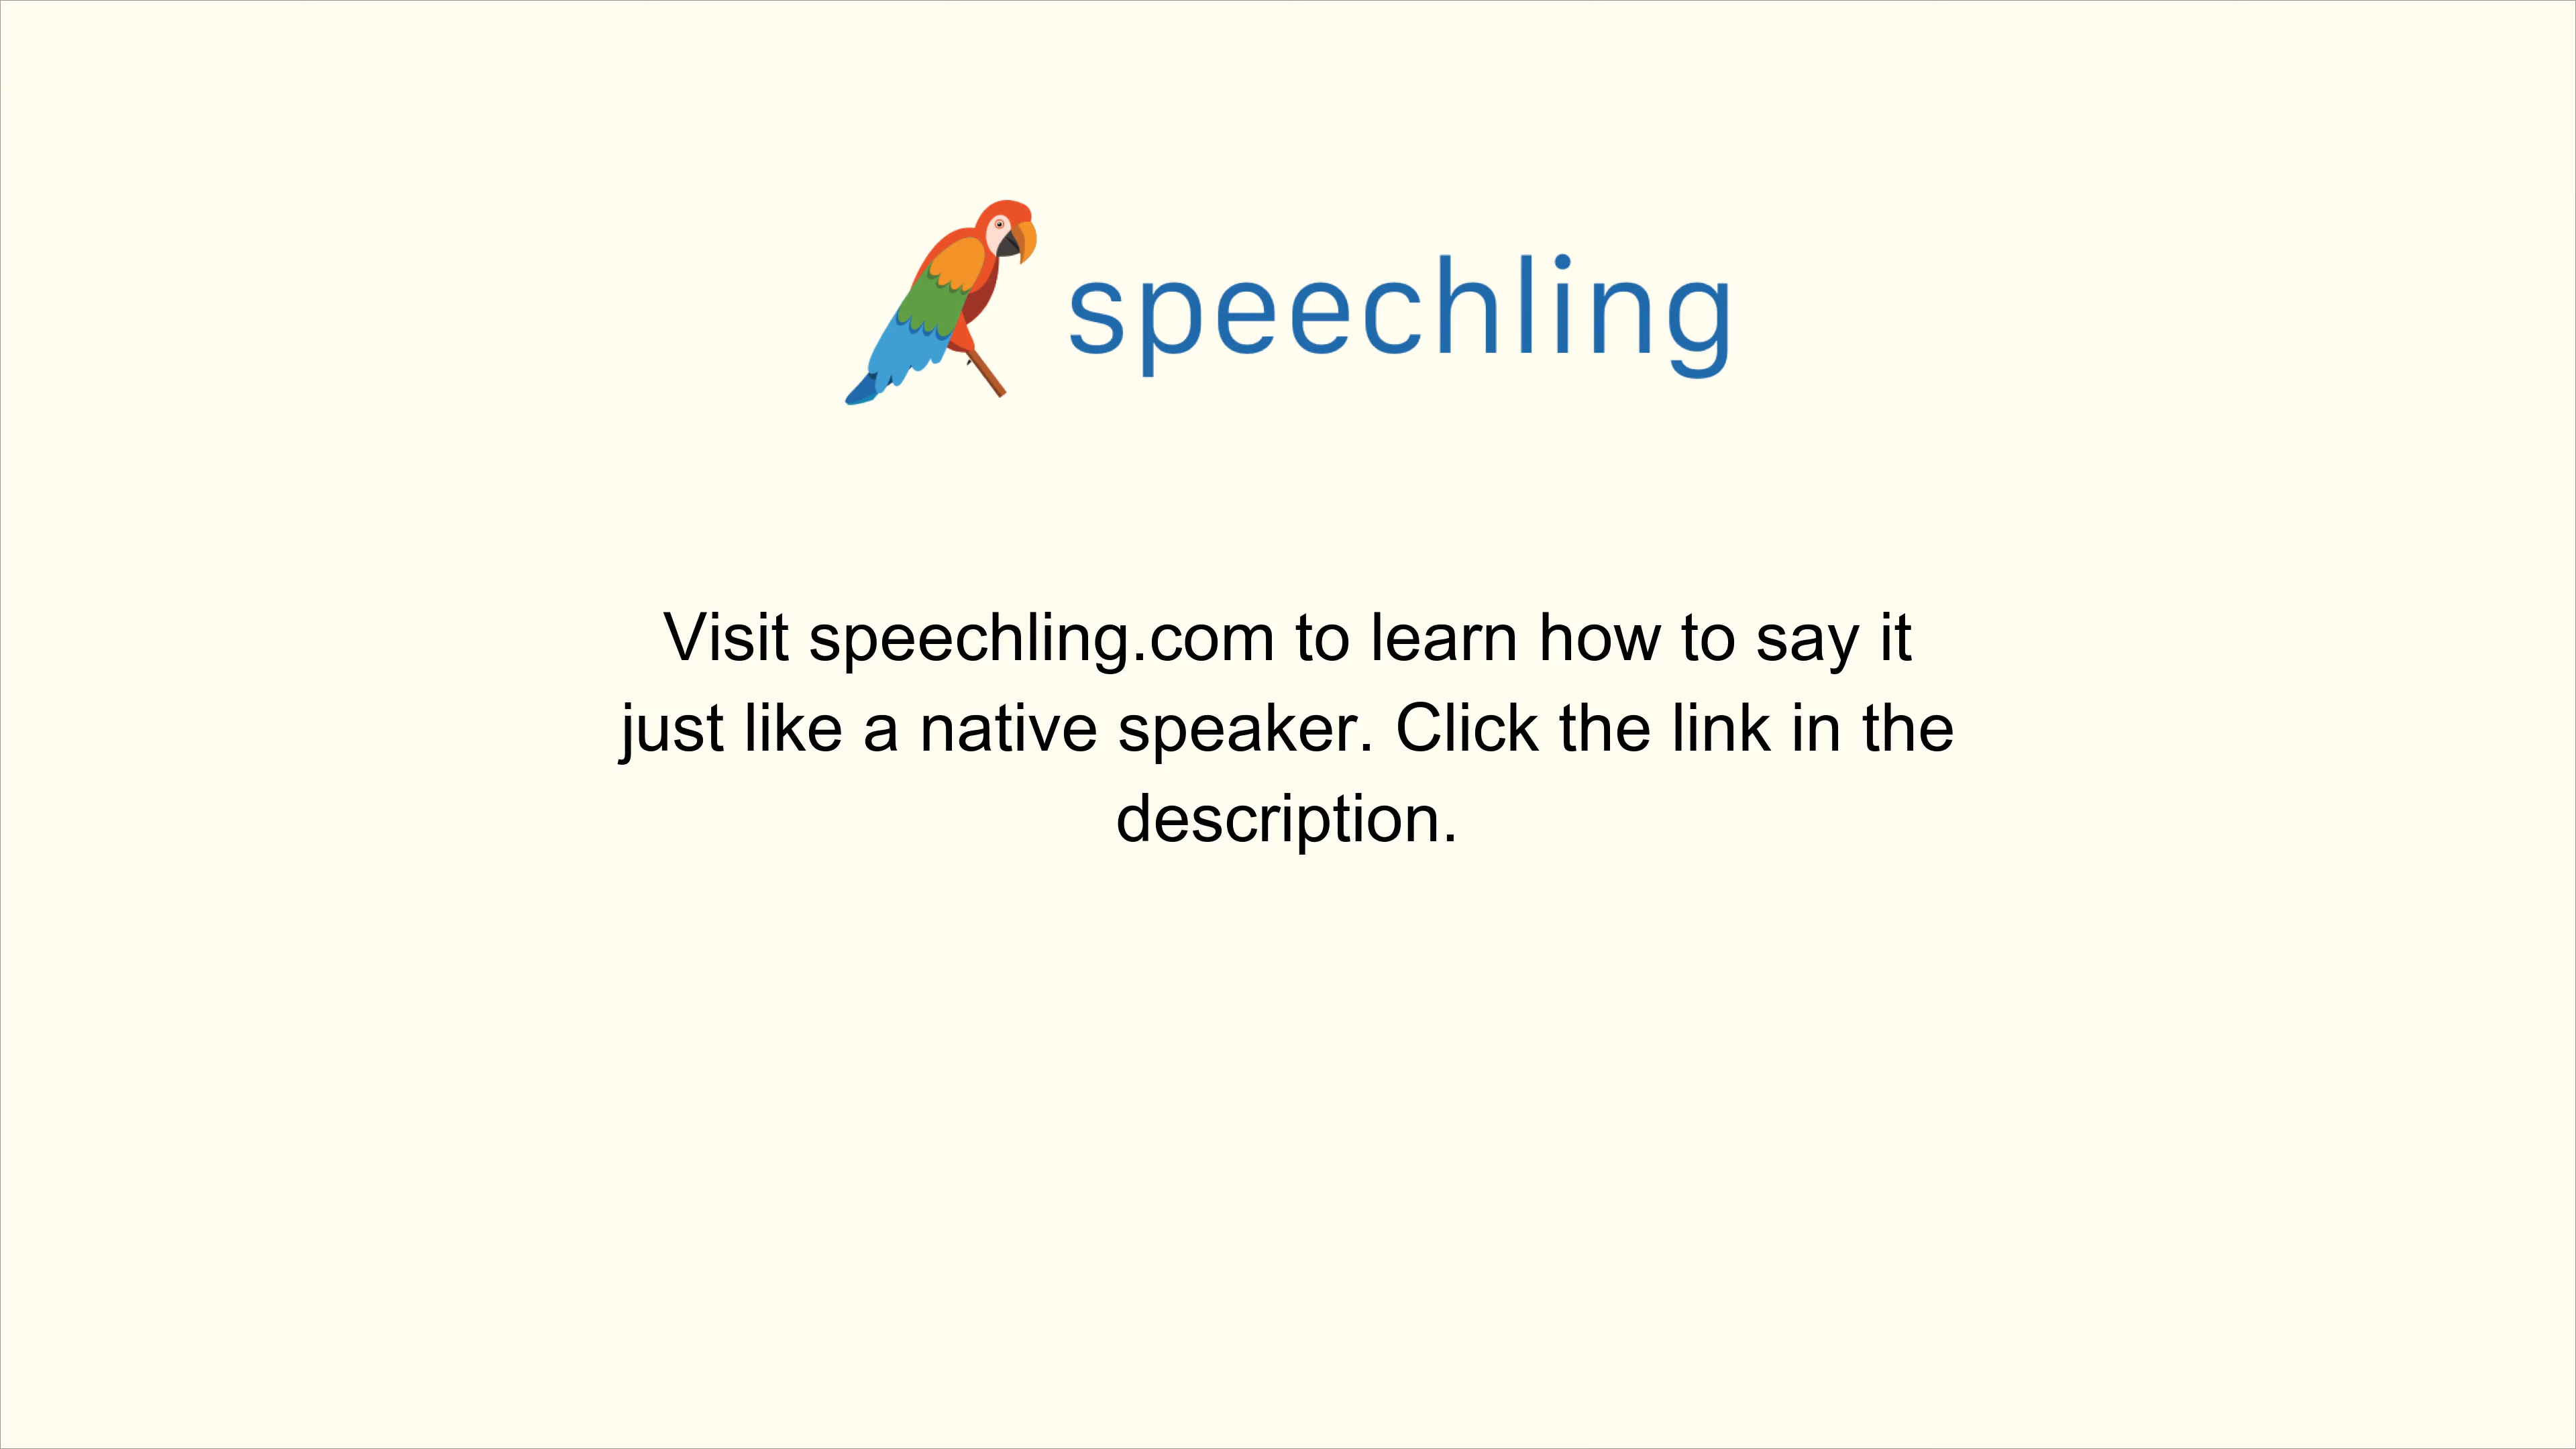 speechling
Visit speechling.com to learn how to say it
just like a native speaker. Click the link in the
description.